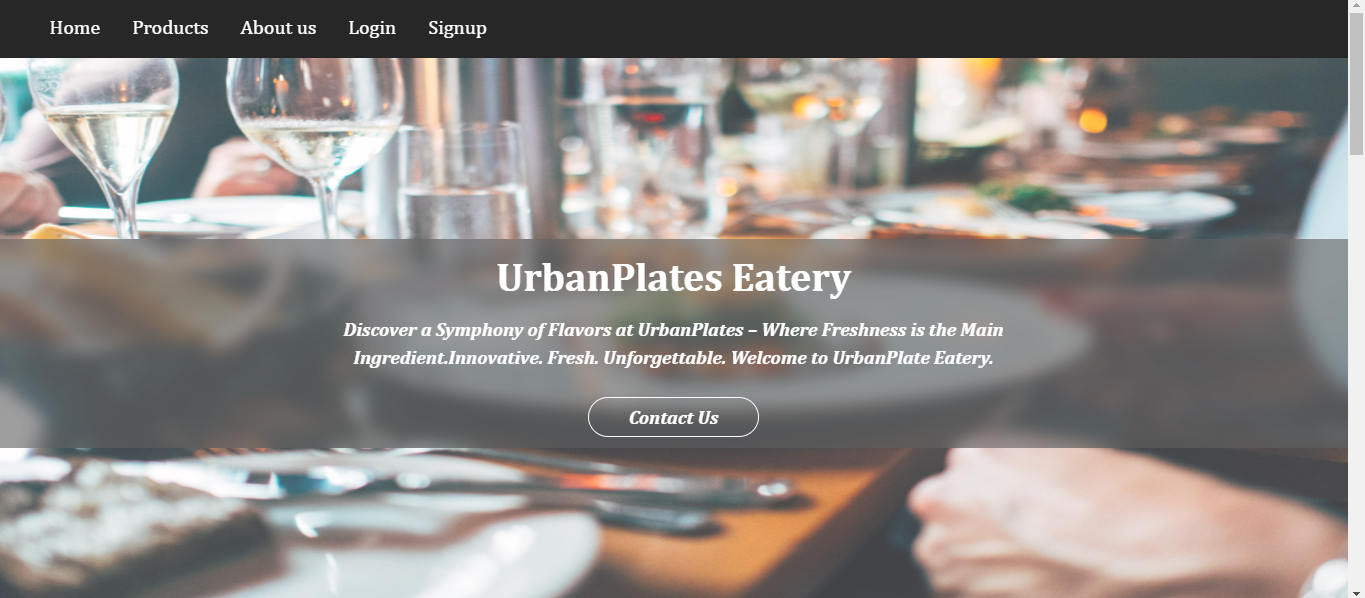 Home Products About us Login Signup
UrbanPlates Eatery
Discover a Symphony of Flavors at UrbanPlates – Where Freshness is the Main
Ingredient.Innovative. Fresh. Unforgettable. Welcome to UrbanPlate Eatery.
Contact Us